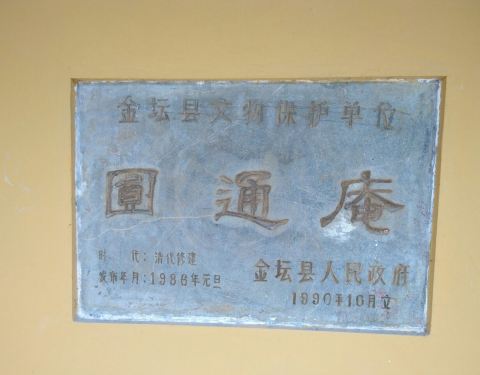 金坛县文物保护单位
圓通庵
时 代：清代修建
发布年月：1986年元旦
金坛县人民政府
1990年10月立